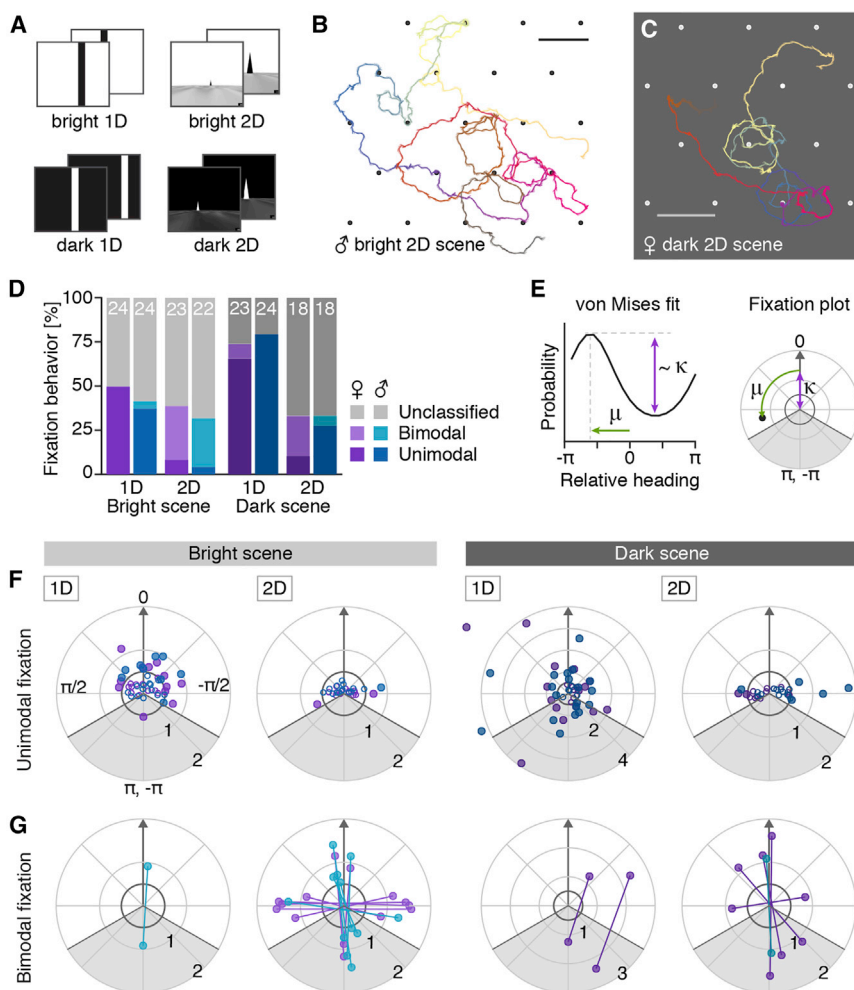 A
bright 1D
bright 2D
dark 1D
dark 2D
B
♂ bright 2D scene
C
♀ dark 2D scene
D
Fixation behavior [%]
100
75
50
25
0
24 24 23 22 23 24 18 18
1D 2D 1D 2D
Bright scene Dark scene
♀ ♂
Unclassified
Bimodal
Unimodal
E
von Mises fit
Probability
~ κ
μ
-π 0 π
Relative heading
Fixation plot
0
μ
κ
π, -π
Bright scene
Dark scene
F
Unimodal fixation
1D
0
π/2
-π/2
1
2
π, -π
2D
1
2
1D
2
4
2D
1
2
G
Bimodal fixation
1
2
1
2
1
3
1
2